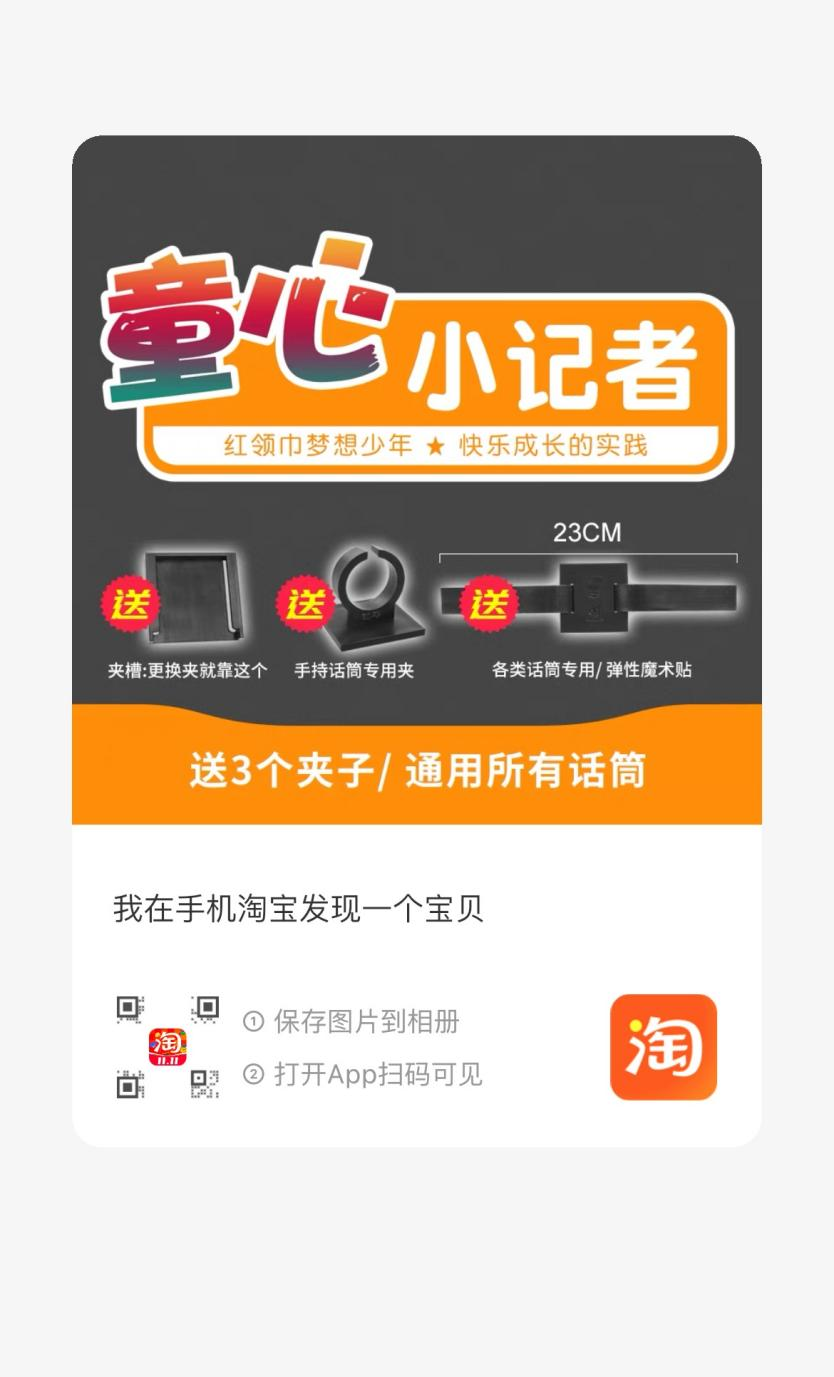 童心小记者
红领巾梦想少年 ★ 快乐成长的实践
23CM
送 送 送
夹槽:更换夹就靠这个 手持话筒专用夹 各类话筒专用/ 弹性魔术贴
送3个夹子/ 通用所有话筒
我在手机淘宝发现一个宝贝
① 保存图片到相册
淘
11.11
② 打开App扫码可见
淘